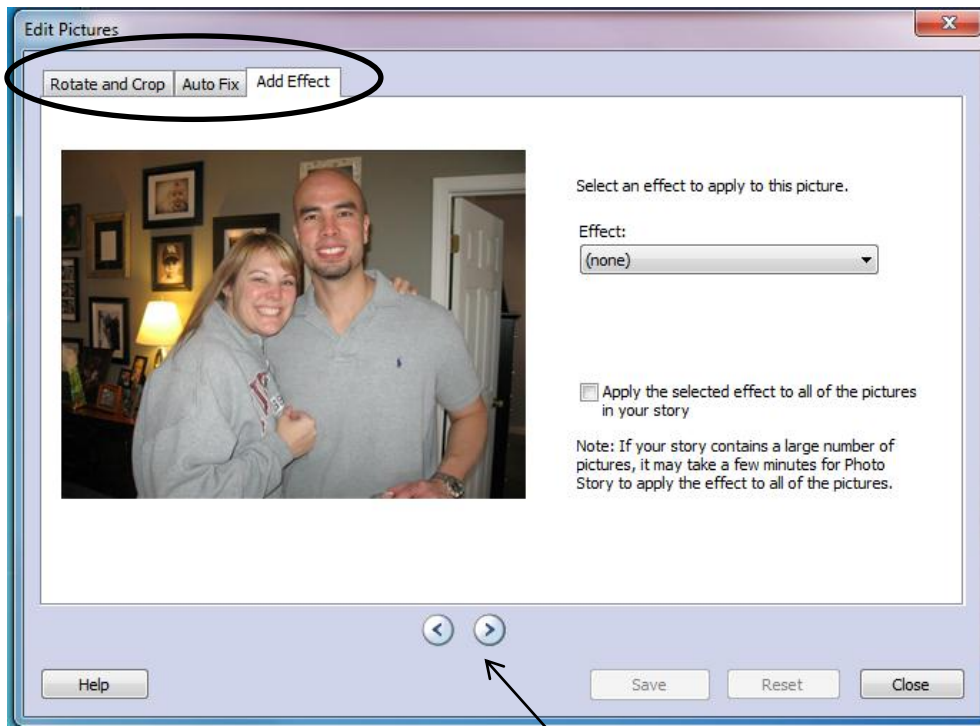 Edit Pictures
Rotate and Crop
Auto Fix
Add Effect
Select an effect to apply to this picture.
Effect:
(none)
Apply the selected effect to all of the pictures
in your story
Note: If your story contains a large number of
pictures, it may take a few minutes for Photo
Story to apply the effect to all of the pictures.
Help
Save
Reset
Close